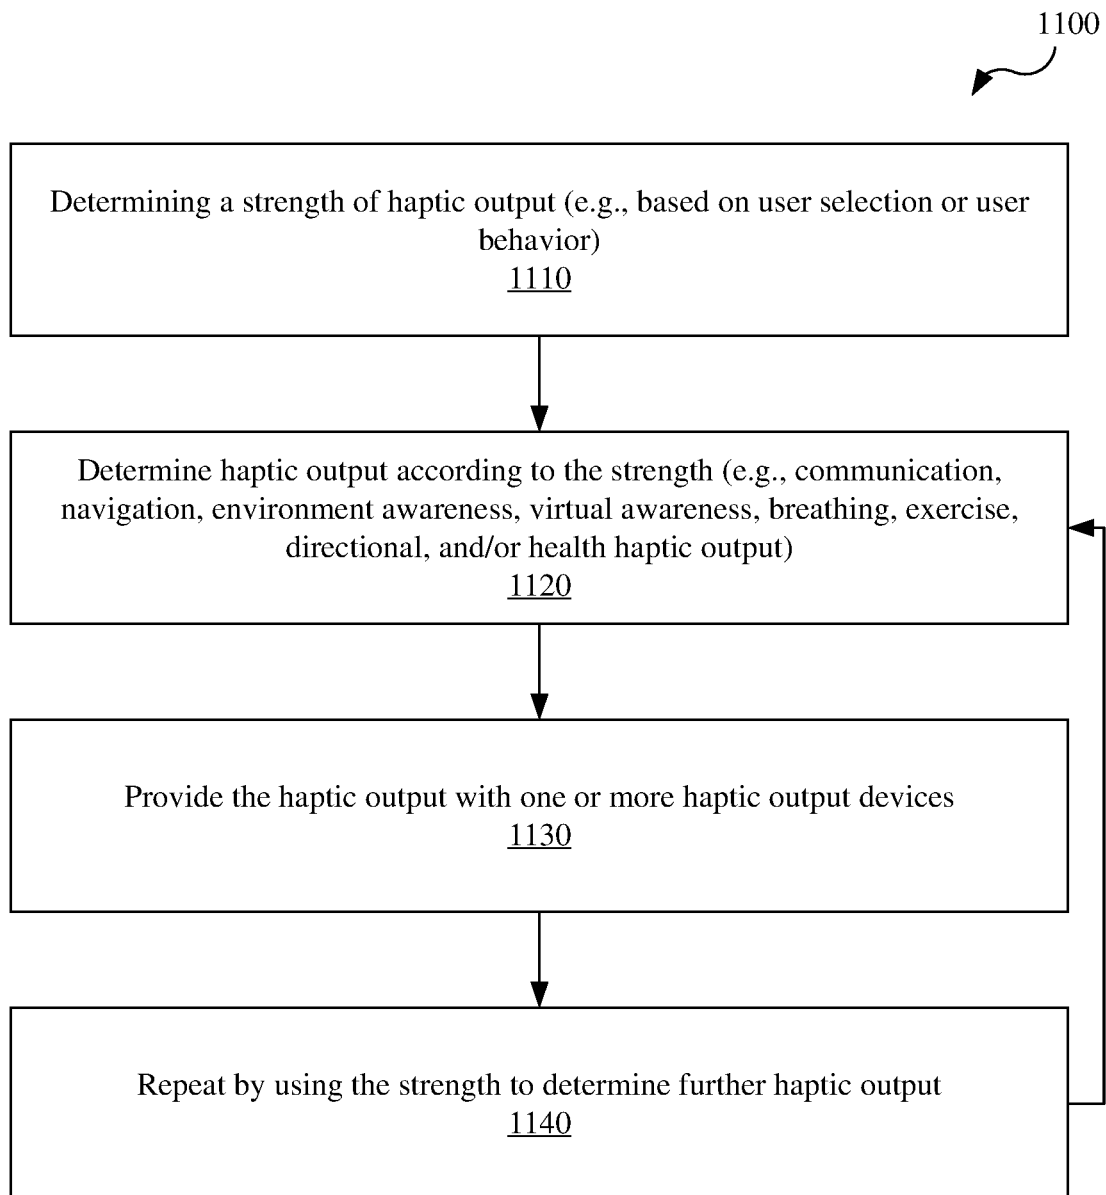 1100
Determining a strength of haptic output (e.g., based on user selection or user
behavior)
1110
Determine haptic output according to the strength (e.g., communication,
navigation, environment awareness, virtual awareness, breathing, exercise,
directional, and/or health haptic output)
1120
Provide the haptic output with one or more haptic output devices
1130
Repeat by using the strength to determine further haptic output
1140